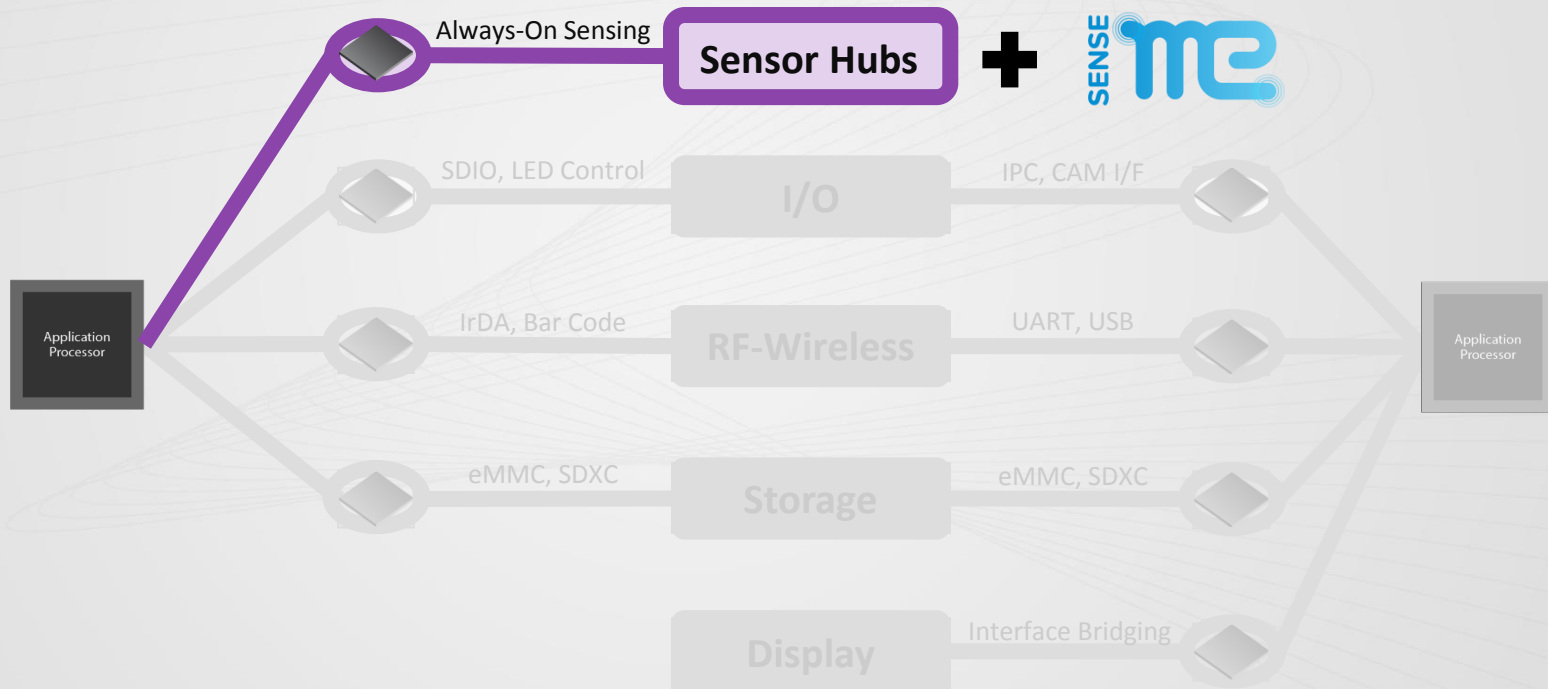 Always-On Sensing
Sensor Hubs
SENSE
me
SDIO, LED Control
I/O
IPC, CAM I/F
Application
Processor
IrDA, Bar Code
RF-Wireless
UART, USB
Application
Processor
eMMC, SDXC
Storage
eMMC, SDXC
Display
Interface Bridging